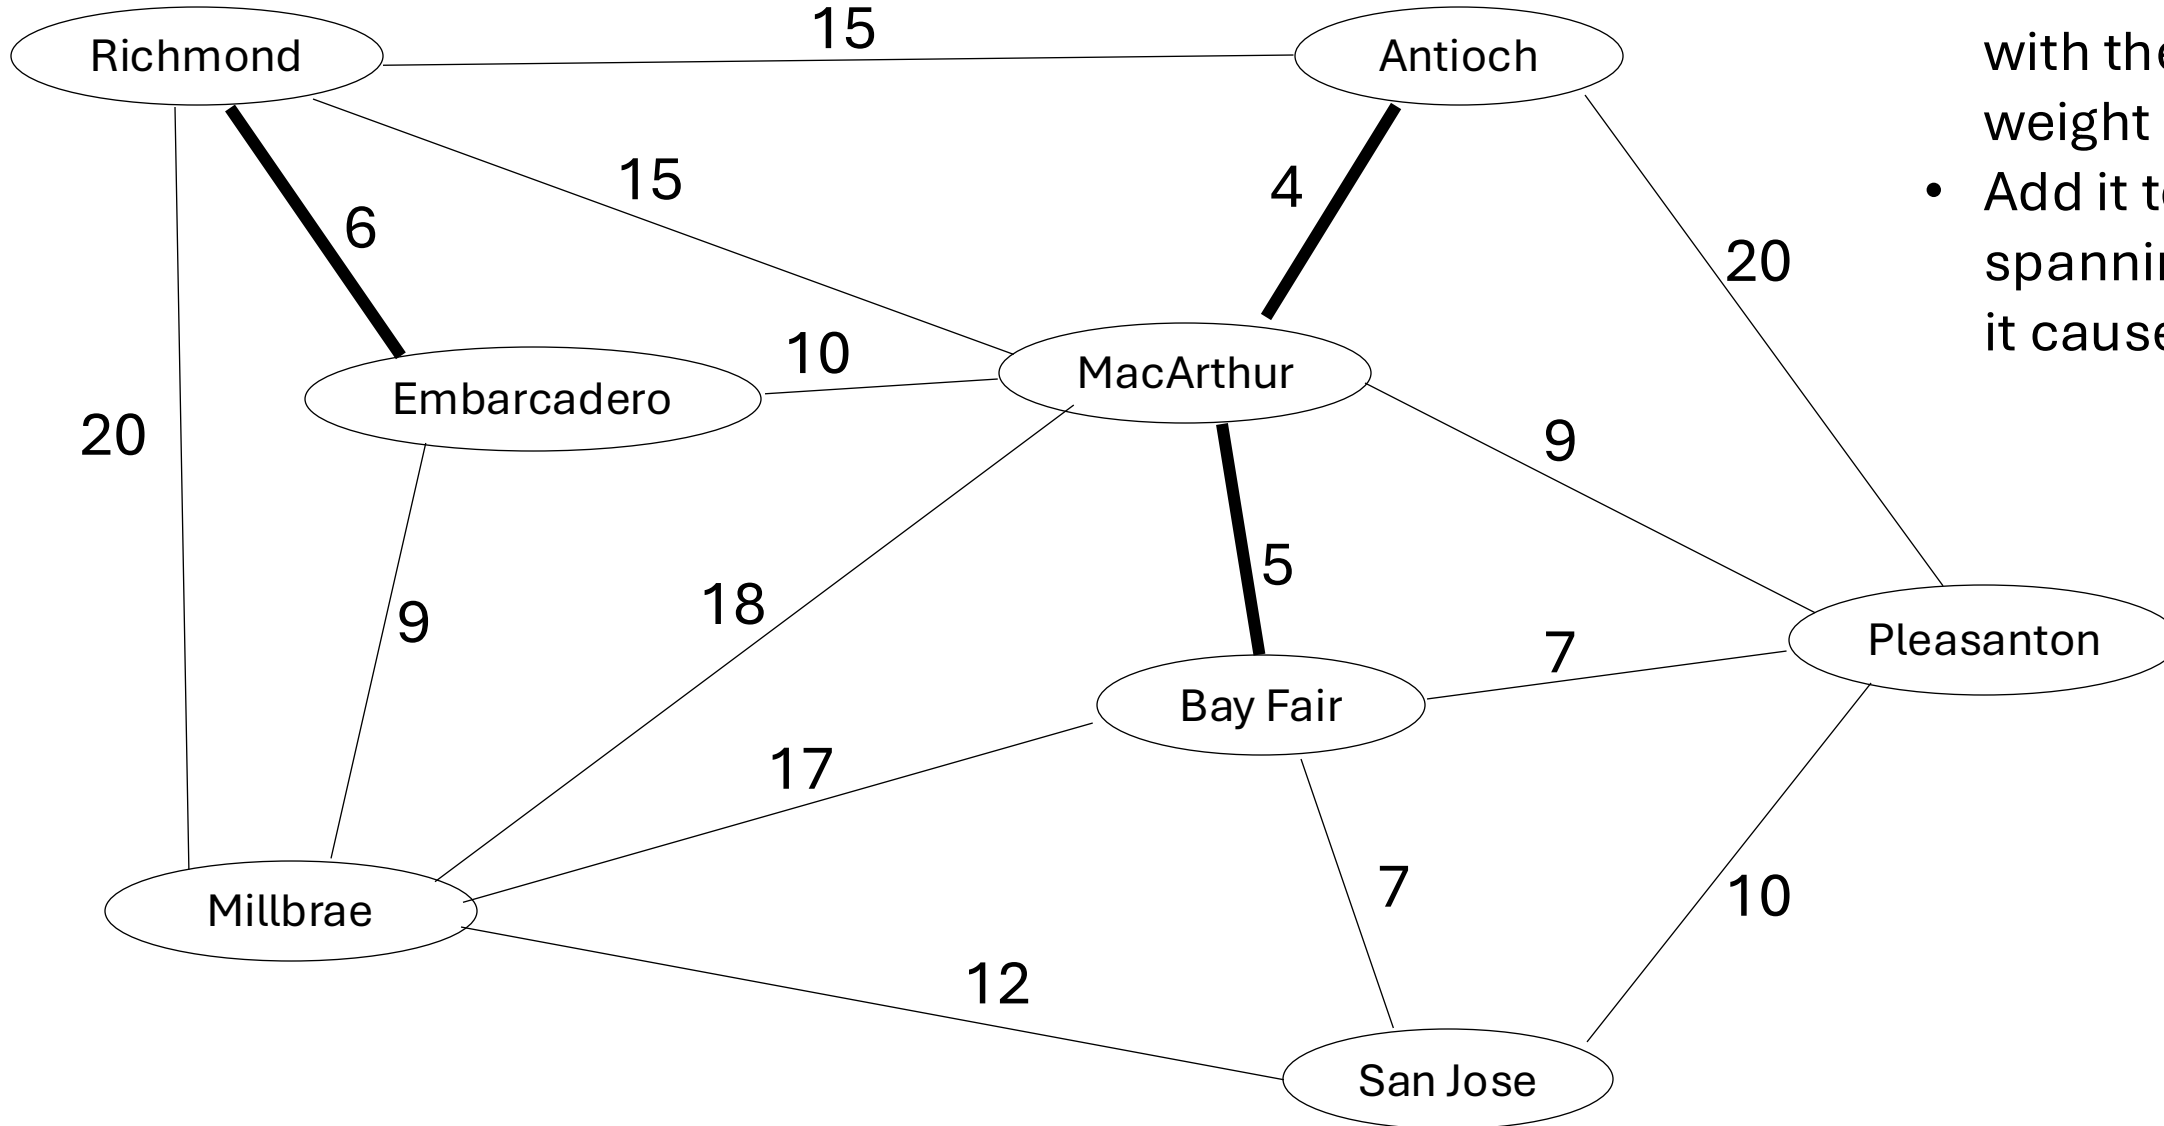 Richmond
15
Antioch
with the
weight
15
4
• Add it t
6
20
spanni
it cause
10
MacArthur
Embarcadero
20
9
5
18
9
7
Pleasanton
Bay Fair
17
7
10
Millbrae
12
San Jose